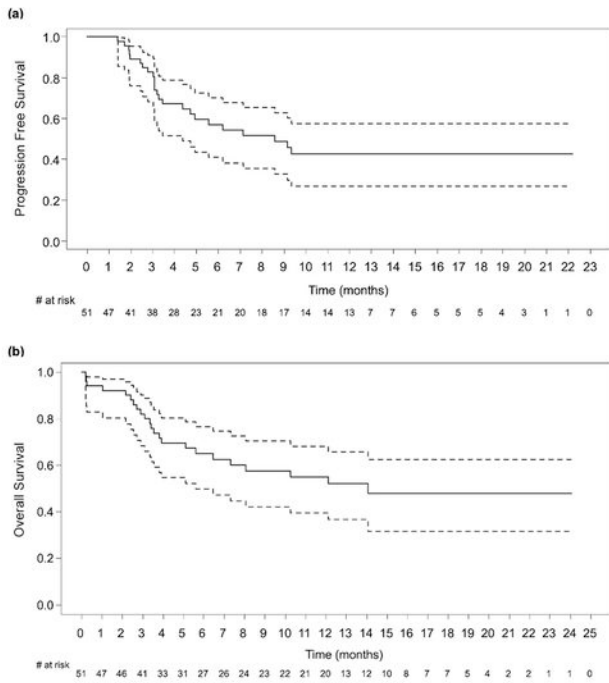 (a)
Progression Free Survival
1.0
0.8
0.6
0.4
0.2
0.0
0 1 2 3 4 5 6 7 8 9 10 11 12 13 14 15 16 17 18 19 20 21 22 23
Time (months)
# at risk
51 47 41 38 28 23 21 20 18 17 14 14 13 7 7 6 5 5 5 4 3 1 1 0
(b)
Overall Survival
1.0
0.8
0.6
0.4
0.2
0.0
0 1 2 3 4 5 6 7 8 9 10 11 12 13 14 15 16 17 18 19 20 21 22 23 24 25
Time (months)
# at risk
51 47 46 41 33 31 27 26 24 23 22 21 20 13 12 10 8 7 7 5 4 2 2 1 1 0